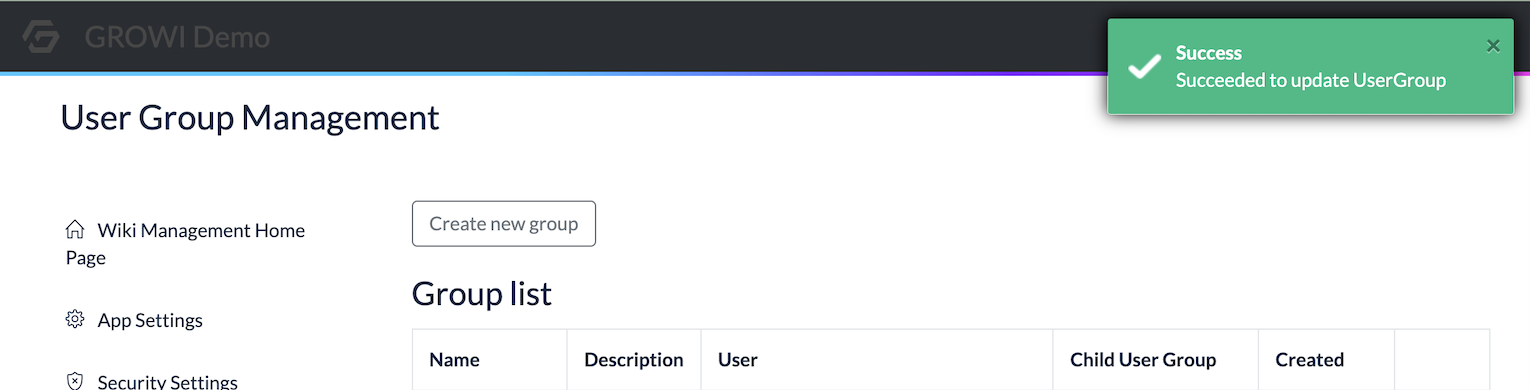 GROWI Demo
Success
×
Succeeded to update UserGroup
User Group Management
Wiki Management Home
Page
App Settings
Security Settings
Create new group
Group list
Name Description User Child User Group Created